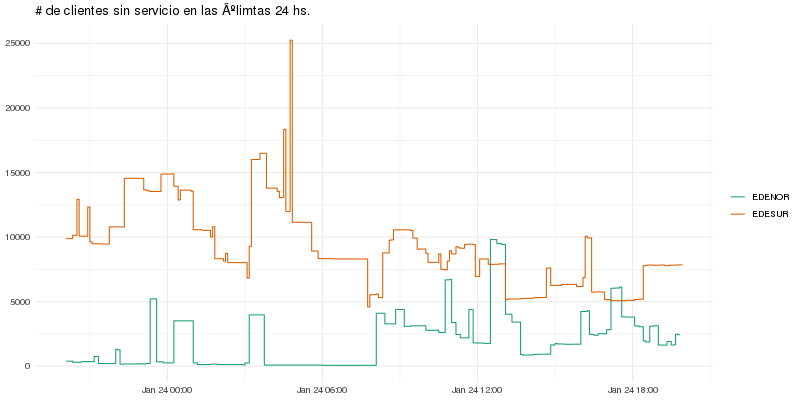 # de clientes sin servicio en las Ãºlimtas 24 hs.
25000
20000
15000
10000
5000
0
Jan 24 00:00
Jan 24 06:00
Jan 24 12:00
Jan 24 18:00
EDENOR
EDESUR